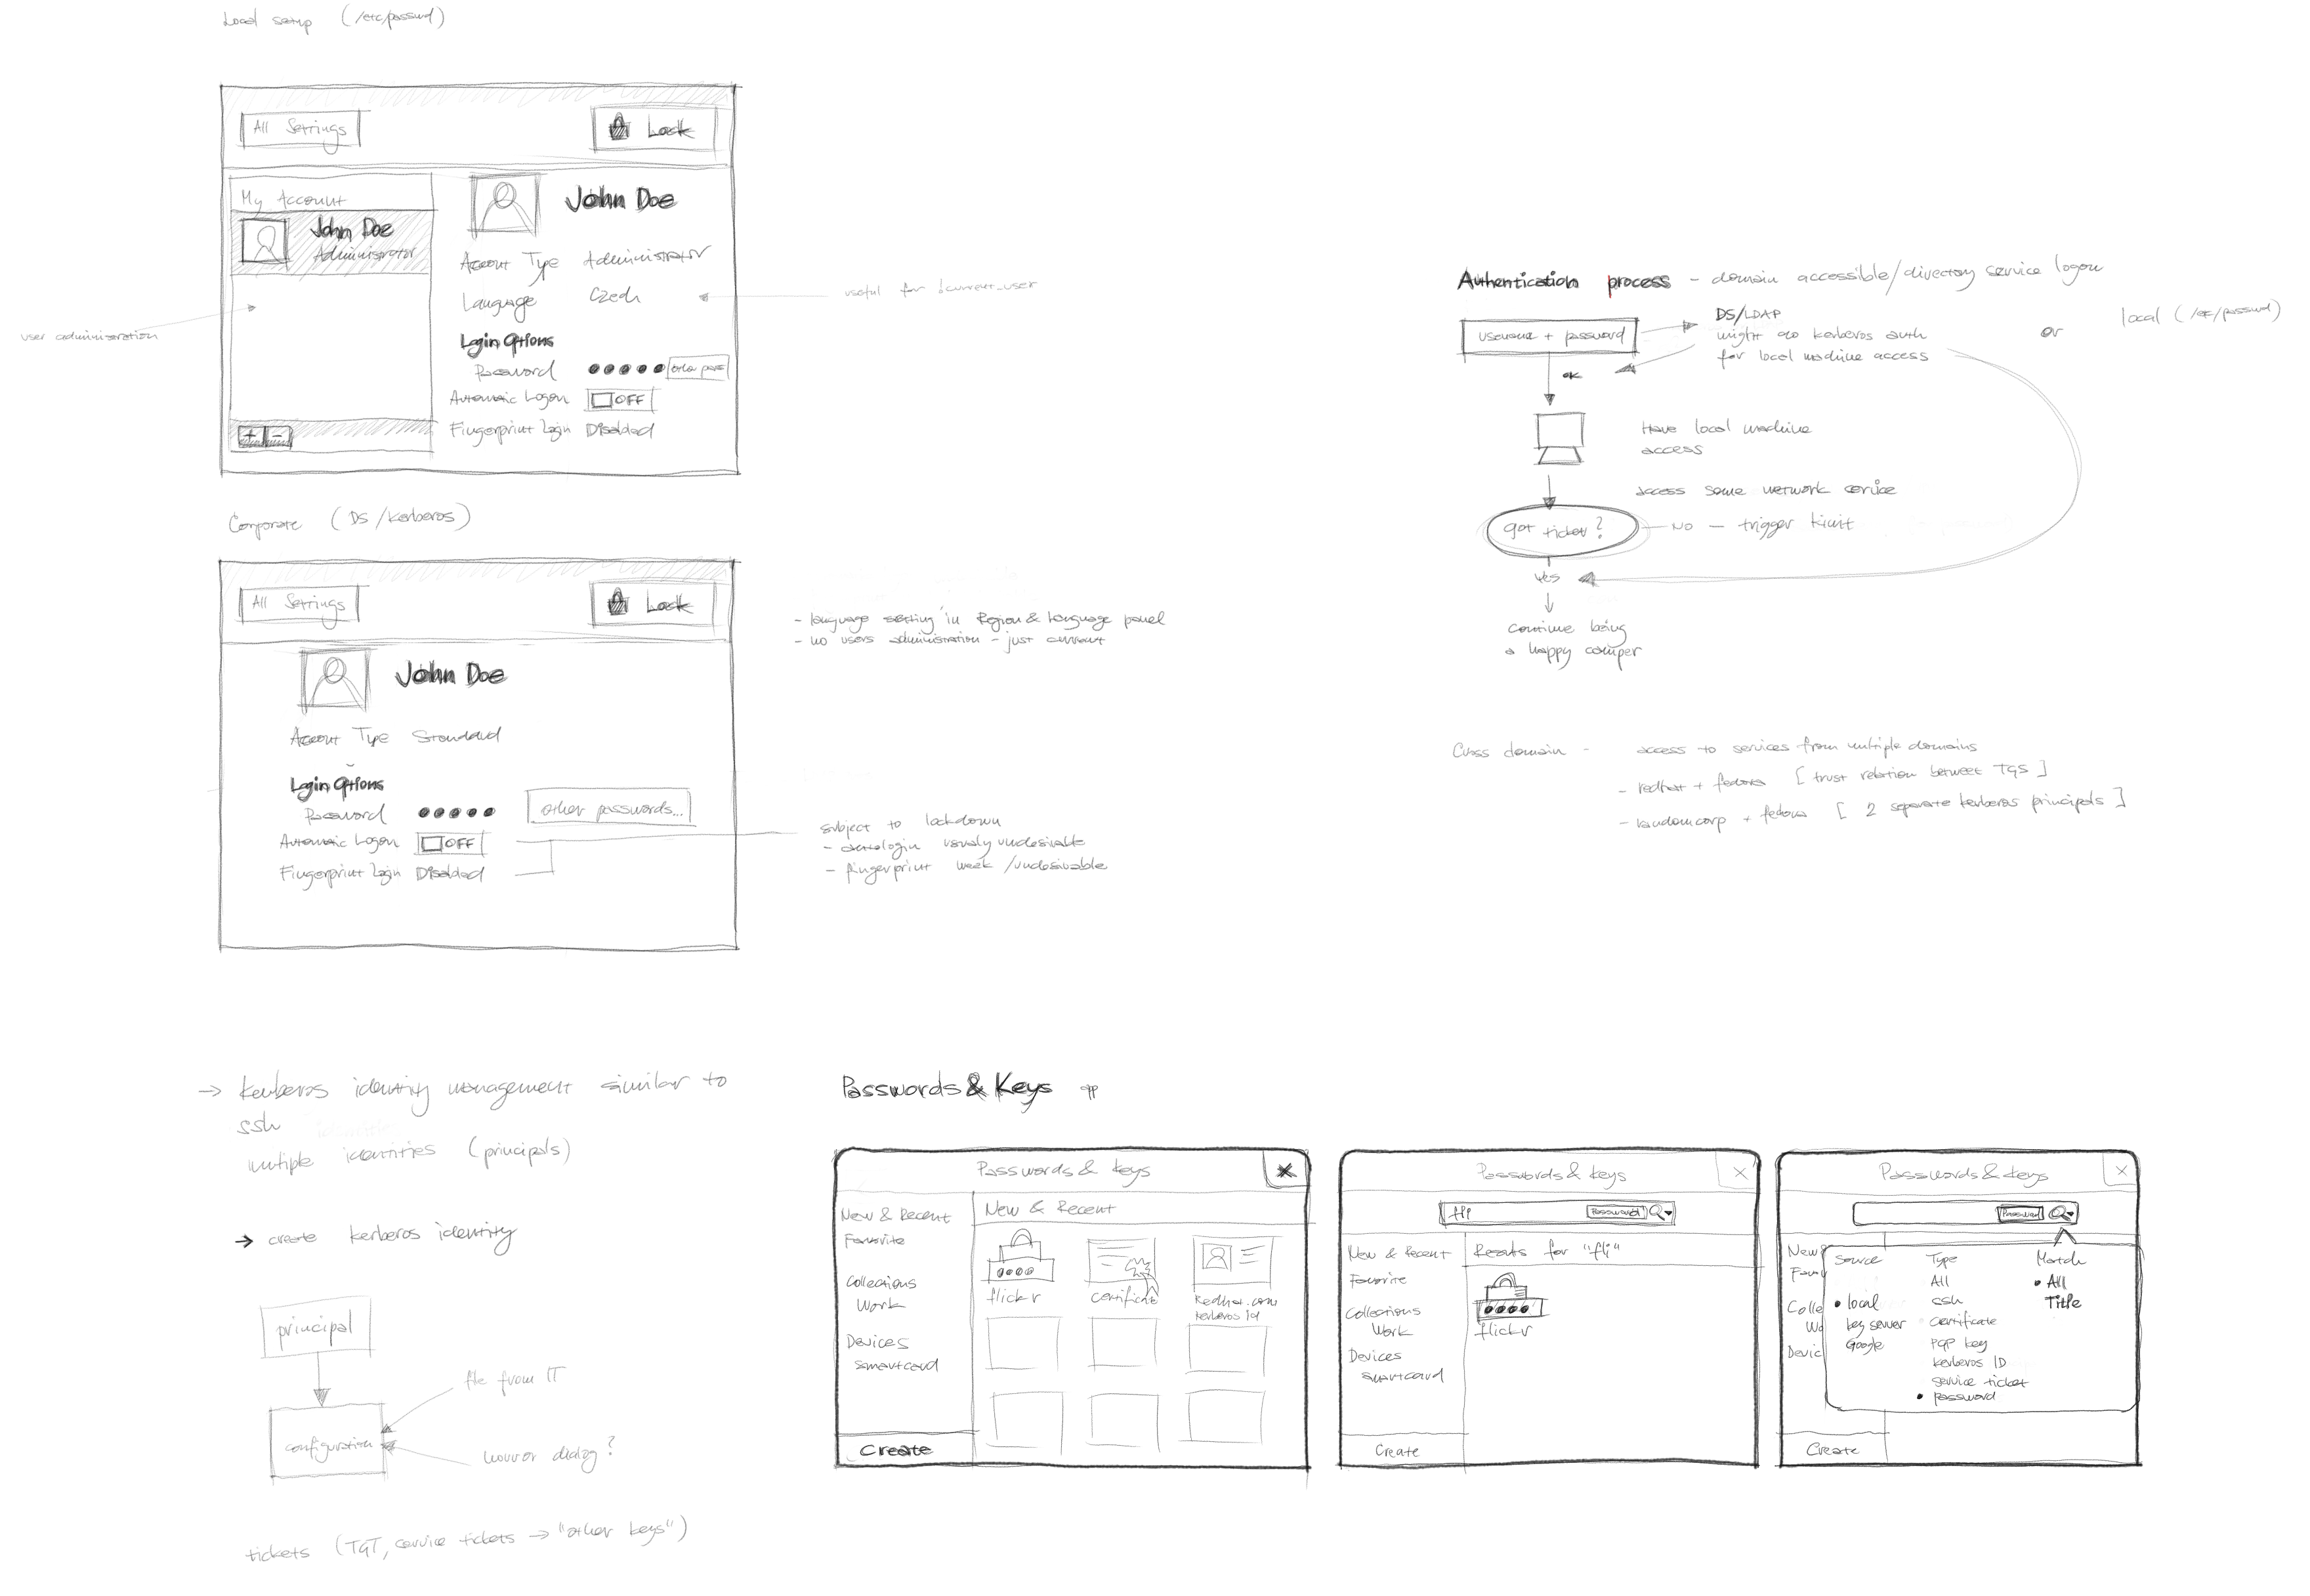 Local setup (/etc/passwd)
All Settings
Lock
My Account
John Doe
Administrator
John Doe
Account Type Administrator
Language Czech
Login Options
Password
Automatic Logon OFF
Fingerprint Login Disabled
user administration
useful for !current_user
Corporate (DS/Kerberos)
All Settings
Lock
John Doe
Account Type Standard
Login Options
Password other passwords...
Automatic Logon OFF
Fingerprint Login Disabled
- language setting in Region & Language panel
- no users administration - just current
subject to lockdown
- autologin usualy undesirable
- fingerprint week /undesirable
Authentication process - domain accessible/directory service logon
username + password
DS/LDAP
might do kerberos auth
for local machine access
or
local (/etc/passwd)
OK
Have local machine
access
access some network service
got ticket?
NO - trigger kinit
yes
continue being
a happy camper
Cross domain - access to services from multiple domains
- redhat + fedora [trust relation between TGS]
- randomcorp + fedora [2 separate kerberos principals]
→ Kerberos identity management similar to
ssh
multiple identities (principals)
→ create kerberos identity
principal
configuration
file from IT
horror dialog?
tickets (TGT, service tickets → "other keys")
Passwords & Keys app
Passwords & Keys
New & Recent
Favorite
Collections
Work
Devices
smartcard
Create
New & Recent
flickr
certificate
Redhat.com
kerberos id
Passwords & Keys
Password
New & Recent
Favorite
Collections
Work
Devices
smartcard
Create
Results for "fli"
flickr
Passwords & Keys
Password
New &
Favo
Colle
Wo
Devic
Create
Source
• local
key server
Google
Type
All
ssh
certificate
PGP key
kerberos ID
service ticket
• password
Match
• All
Title